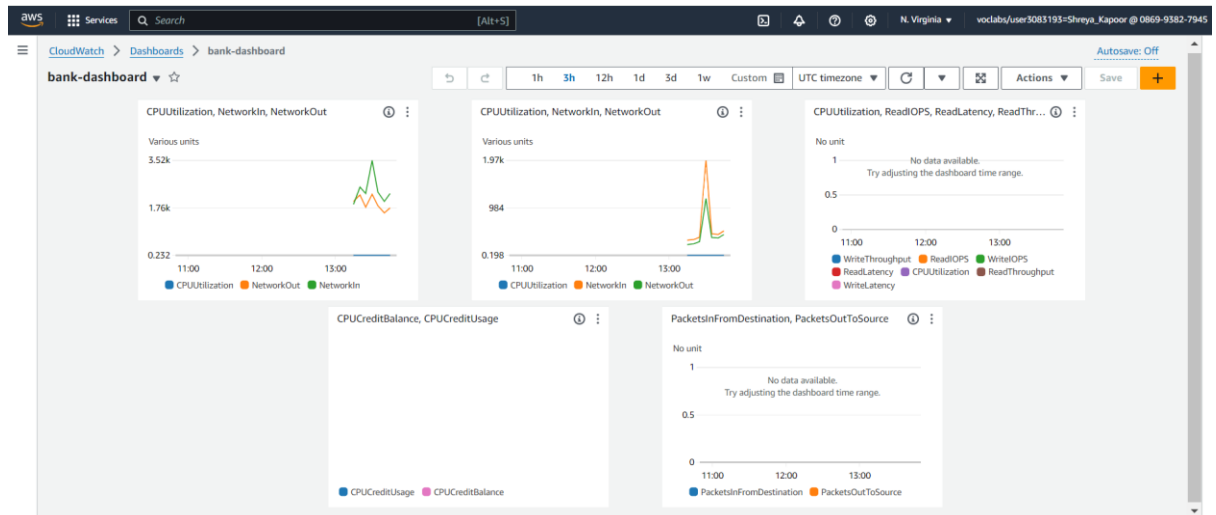 aws Services Search [Alt+S] N. Virginia ▼ voclabs/user3083193=Shreya_Kapoor @ 0869-9382-7945
CloudWatch > Dashboards > bank-dashboard Autosave: Off
bank-dashboard ▼ 1h 3h 12h 1d 3d 1w Custom UTC timezone ▼ ▼ Actions ▼ Save +
CPUUtilization, NetworkIn, NetworkOut
Various units
3.52k
1.76k
0.252
11:00 12:00 13:00
CPUUtilization NetworkOut NetworkIn
CPUUtilization, NetworkIn, NetworkOut
Various units
1.97k
984
0.198
11:00 12:00 13:00
CPUUtilization NetworkIn NetworkOut
CPUUtilization, ReadIOPS, ReadLatency, ReadThr...
No unit
1
No data available.
Try adjusting the dashboard time range.
0.5
0
11:00 12:00 13:00
WriteThroughput ReadIOPS WriteIOPS
ReadLatency CPUUtilization ReadThroughput
WriteLatency
CPUCreditBalance, CPUCreditUsage
CPUCreditUsage CPUCreditBalance
PacketsInFromDestination, PacketsOutToSource
No unit
1
No data available.
Try adjusting the dashboard time range.
0.5
0
11:00 12:00 13:00
PacketsInFromDestination PacketsOutToSource